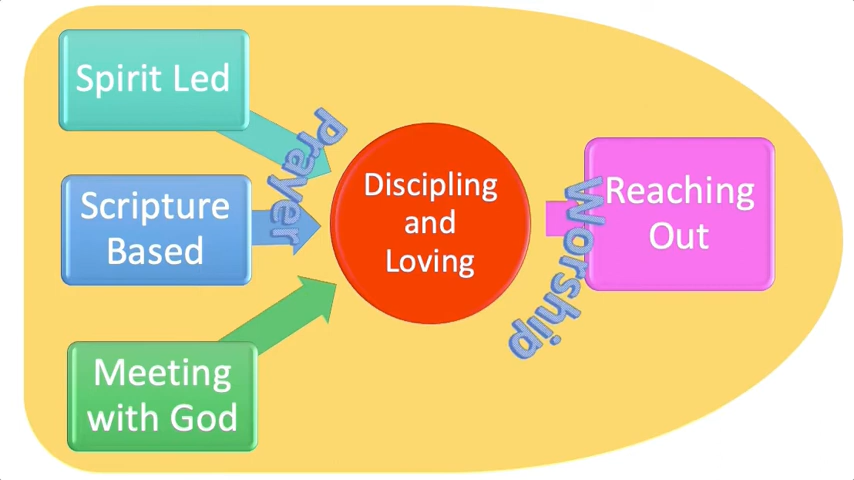 Spirit Led
Scripture
Based
Meeting
with God
Prayer
Discipling
and
Loving
Worship
Reaching
Out